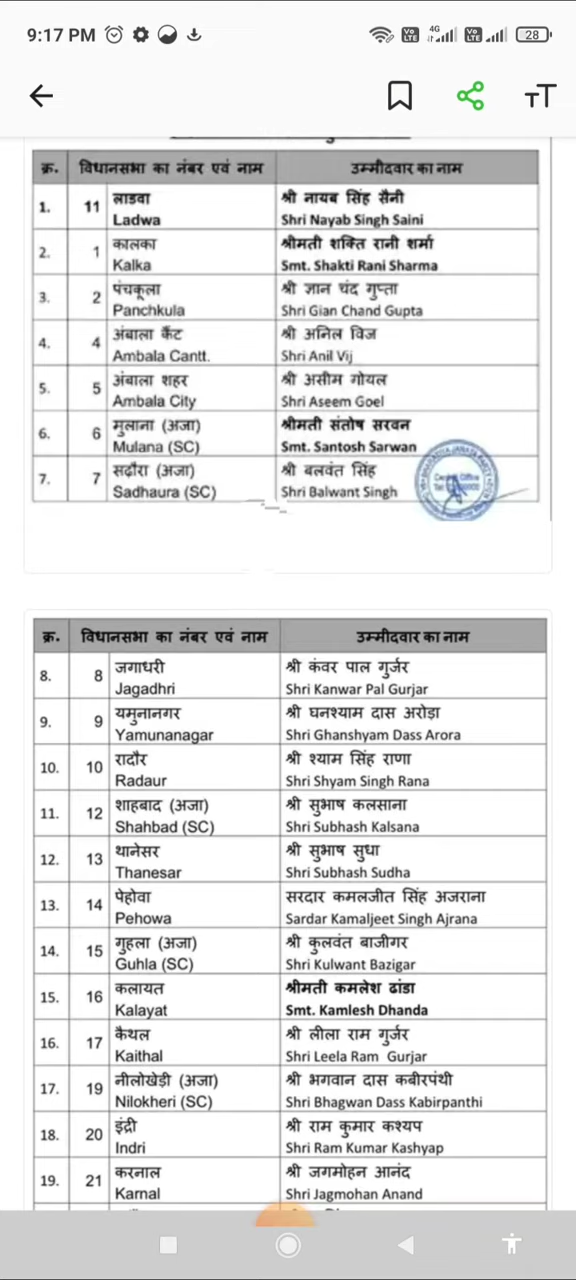 9:17 PM
4G
28
TT
क्र. विधानसभा का नंबर एवं नाम उम्मीदवार का नाम
1. 11 लाडवा श्री नायब सिंह सैनी
Ladwa Shri Nayab Singh Saini
2. 1 कालका श्रीमती शक्ति रानी शर्मा
Kalka Smt. Shakti Rani Sharma
3. 2 पंचकूला श्री ज्ञान चंद गुप्ता
Panchkula Shri Gian Chand Gupta
4. 4 अंबाला कैंट श्री अनिल विज
Ambala Cantt. Shri Anil Vij
5. 5 अंबाला शहर श्री असीम गोयल
Ambala City Shri Aseem Goel
6. 6 मुलाना (अजा) श्रीमती संतोष सरवन
Mulana (SC) Smt. Santosh Sarwan
7. 7 सढौरा (अजा) श्री बलवंत सिंह
Sadhaura (SC) Shri Balwant Singh
क्र. विधानसभा का नंबर एवं नाम उम्मीदवार का नाम
8. 8 जगाधरी श्री कंवर पाल गुर्जर
Jagadhri Shri Kanwar Pal Gurjar
9. 9 यमुनानगर श्री घनश्याम दास अरोड़ा
Yamunanagar Shri Ghanshyam Dass Arora
10. 10 रादौर श्री श्याम सिंह राणा
Radaur Shri Shyam Singh Rana
11. 12 शाहबाद (अजा) श्री सुभाष कलसाना
Shahbad (SC) Shri Subhash Kalsana
12. 13 थानेसर श्री सुभाष सुधा
Thanesar Shri Subhash Sudha
13. 14 पेहोवा सरदार कमलजीत सिंह अजराना
Pehowa Sardar Kamaljeet Singh Ajrana
14. 15 गुहला (अजा) श्री कुलवंत बाजीगर
Guhla (SC) Shri Kulwant Bazigar
15. 16 कलायत श्रीमती कमलेश ढांडा
Kalayat Smt. Kamlesh Dhanda
16. 17 कैथल श्री लीला राम गुर्जर
Kaithal Shri Leela Ram Gurjar
17. 19 नीलोखेड़ी (अजा) श्री भगवान दास कबीरपंथी
Nilokheri (SC) Shri Bhagwan Dass Kabirpanthi
18. 20 इंद्री श्री राम कुमार कश्यप
Indri Shri Ram Kumar Kashyap
19. 21 करनाल श्री जगमोहन आनंद
Karnal Shri Jagmohan Anand